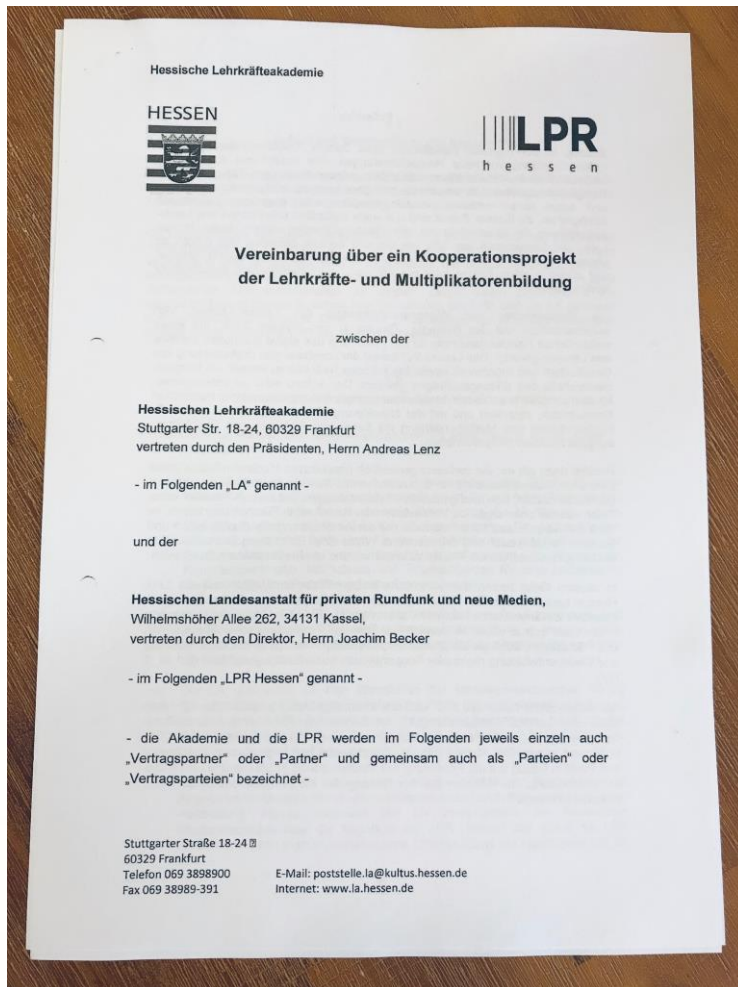 Hessische Lehrkräfteakademie
HESSEN
LPR
hessen
Vereinbarung über ein Kooperationsprojekt
der Lehrkräfte- und Multiplikatorenbildung
zwischen der
Hessischen Lehrkräfteakademie
Stuttgarter Str. 18-24, 60329 Frankfurt
vertreten durch den Präsidenten, Herrn Andreas Lenz
- im Folgenden „LA“ genannt -
und der
Hessischen Landesanstalt für privaten Rundfunk und neue Medien,
Wilhelmshöher Allee 262, 34131 Kassel,
vertreten durch den Direktor, Herrn Joachim Becker
- im Folgenden „LPR Hessen“ genannt -
- die Akademie und die LPR werden im Folgenden jeweils einzeln auch
„Vertragspartner“ oder „Partner“ und gemeinsam auch als „Parteien“ oder
„Vertragsparteien“ bezeichnet -
Stuttgarter Straße 18-24
60329 Frankfurt
Telefon 069 3898900 E-Mail: poststelle.la@kultus.hessen.de
Fax 069 38989-391 Internet: www.la.hessen.de